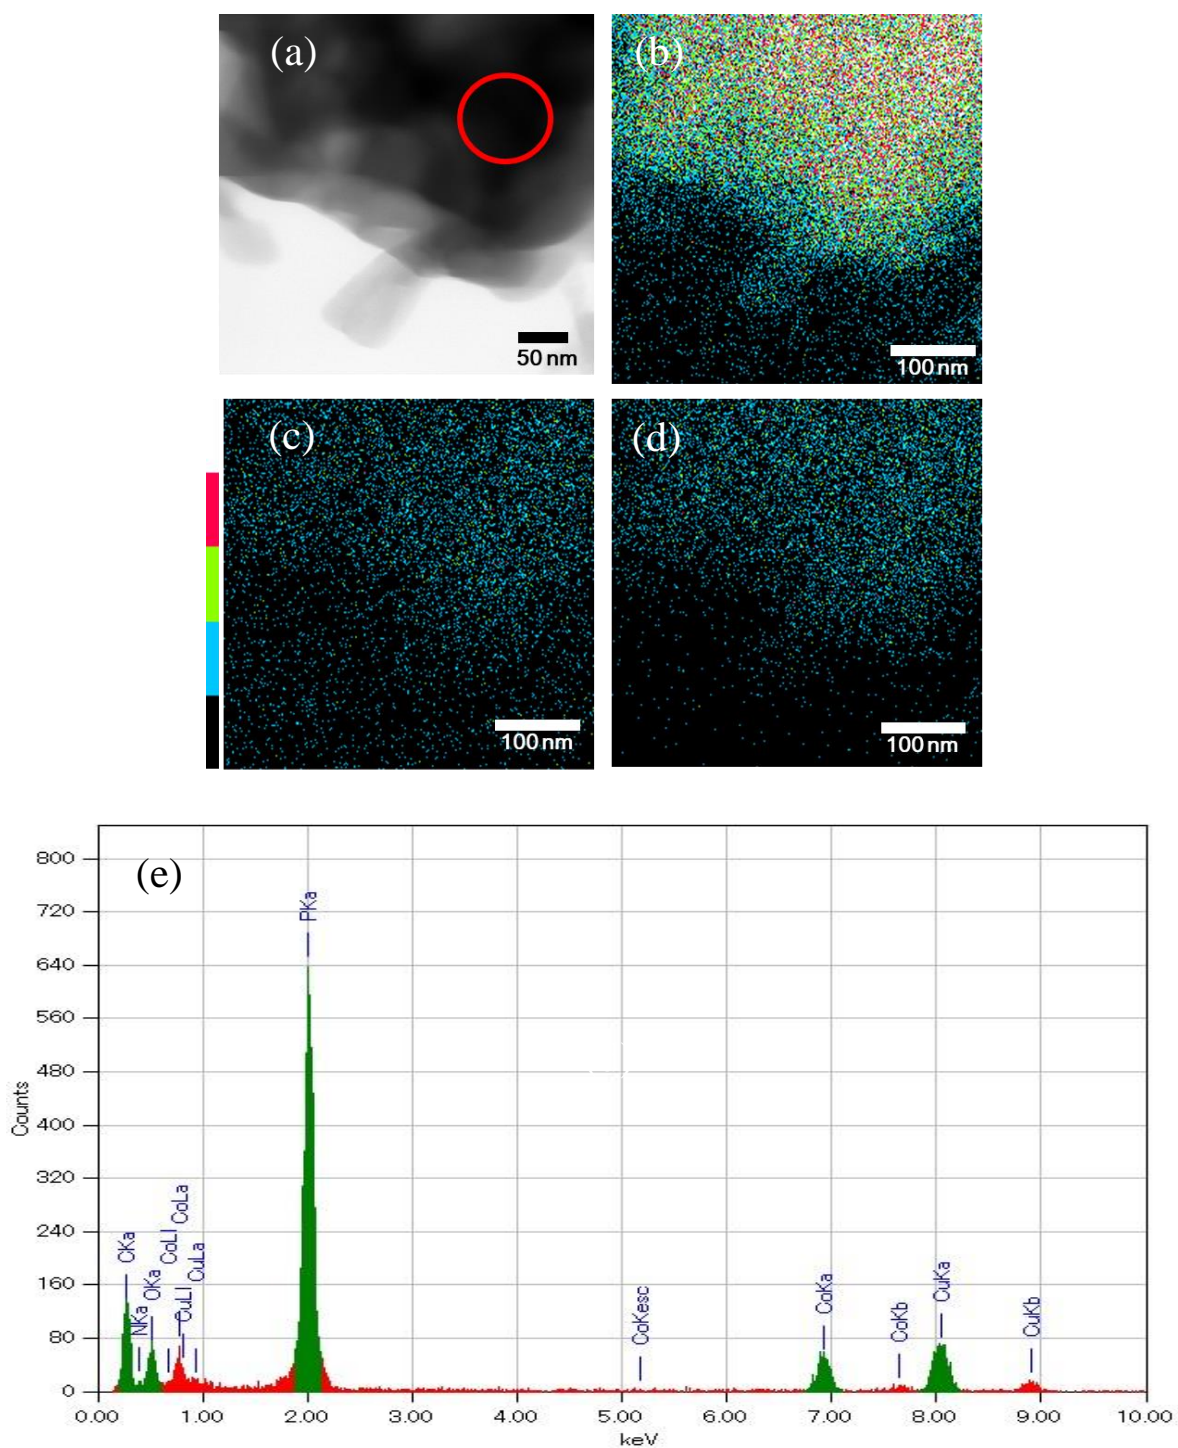 (a)
50 nm
(b)
100 nm
(c)
100 nm
(d)
100 nm
(e)
800
720
640
560
480
400
320
240
160
80
0
Counts
CKa
NKa
OKa
CoLl
CoLa
CuLl
CuLa
PKa
CoKesc
CoKa
CoKb
CuKa
CuKb
0.00 1.00 2.00 3.00 4.00 5.00 6.00 7.00 8.00 9.00 10.00
keV